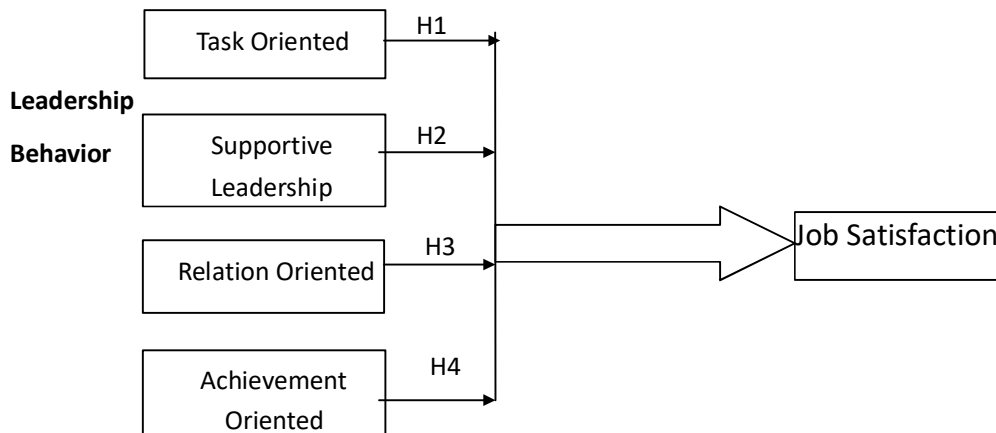 H1
Task Oriented
Leadership
Behavior
H2
Supportive
Leadership
H3
Relation Oriented
Job Satisfaction
H4
Achievement
Oriented